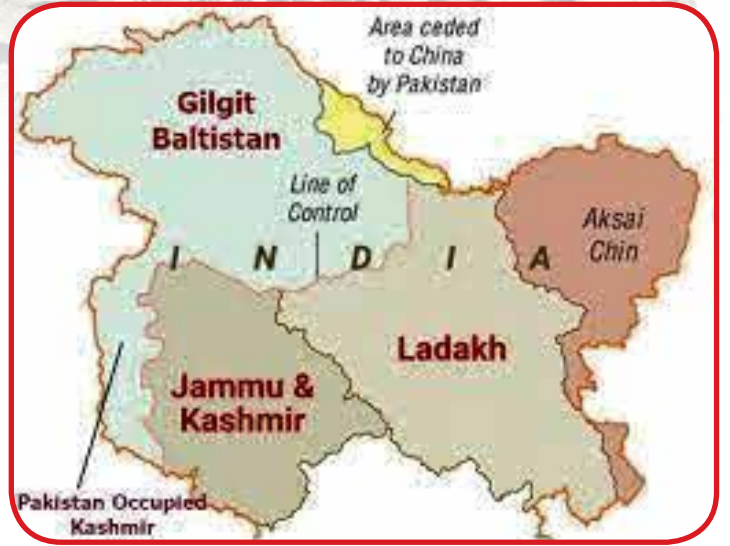 Area ceded
to China
by Pakistan
Gilgit
Baltistan
Line of
Control
Aksai
Chin
I N D I A
Ladakh
Jammu &
Kashmir
Pakistan Occupied
Kashmir